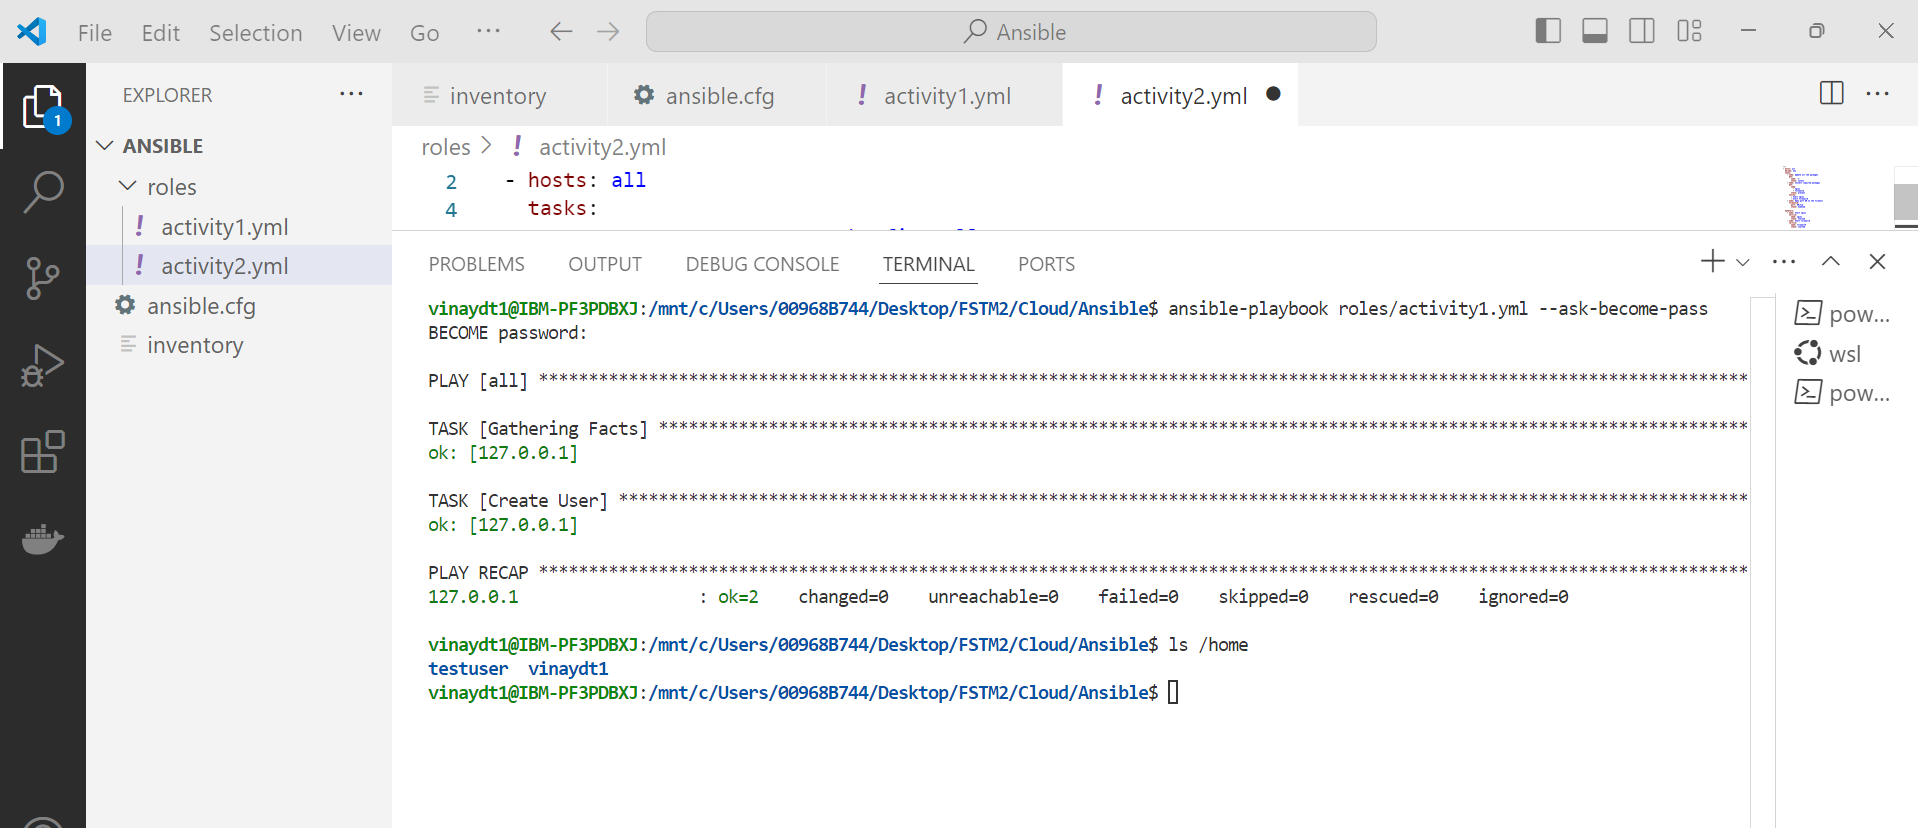 File Edit Selection View Go ··· Ansible
EXPLORER ···
inventory
ansible.cfg
! activity1.yml
! activity2.yml
ANSIBLE
roles
! activity1.yml
! activity2.yml
ansible.cfg
inventory
1
roles > ! activity2.yml
2 - hosts: all
4 tasks:
PROBLEMS OUTPUT DEBUG CONSOLE TERMINAL PORTS
vinaydt1@IBM-PF3PDBXJ:/mnt/c/Users/00968B744/Desktop/FSTM2/Cloud/Ansible$ ansible-playbook roles/activity1.yml --ask-become-pass
BECOME password:
PLAY [all] *************************************************************************************************************************
TASK [Gathering Facts] *************************************************************************************************************
ok: [127.0.0.1]
TASK [Create User] *****************************************************************************************************************
ok: [127.0.0.1]
PLAY RECAP *************************************************************************************************************************
127.0.0.1 : ok=2 changed=0 unreachable=0 failed=0 skipped=0 rescued=0 ignored=0
vinaydt1@IBM-PF3PDBXJ:/mnt/c/Users/00968B744/Desktop/FSTM2/Cloud/Ansible$ ls /home
testuser vinaydt1
vinaydt1@IBM-PF3PDBXJ:/mnt/c/Users/00968B744/Desktop/FSTM2/Cloud/Ansible$
pow...
wsl
pow...